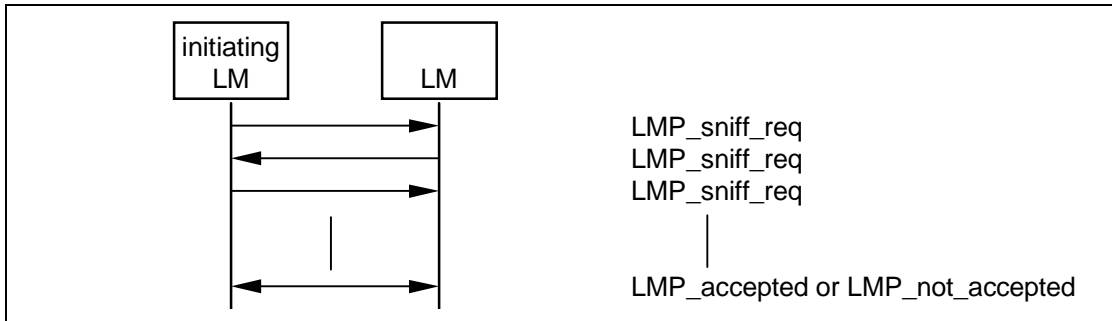 initiating
LM
LM
LMP_sniff_req
LMP_sniff_req
LMP_sniff_req
LMP_accepted or LMP_not_accepted